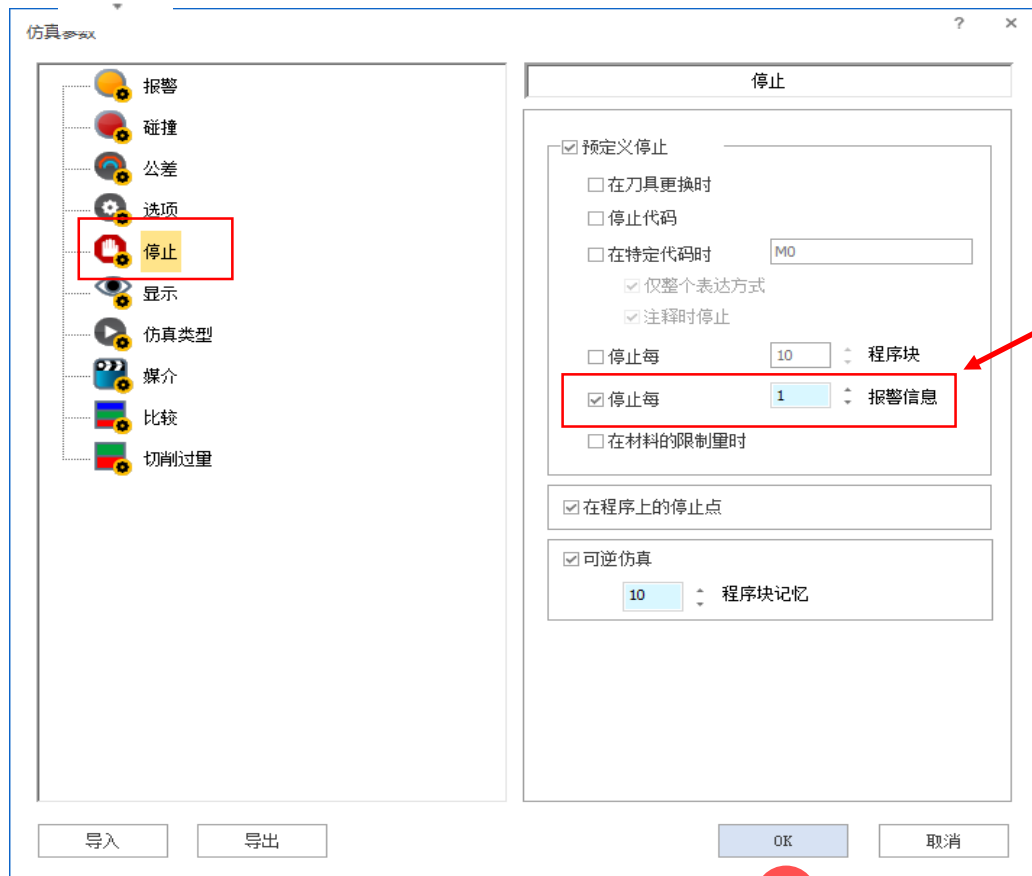 仿真参数
? ×
报警
碰撞
公差
选项
停止
显示
仿真类型
媒介
比较
切削过量
停止
预定义停止
在刀具更换时
停止代码
在特定代码时 M0
仅整个表达方式
注释时停止
停止每 10 程序块
停止每 1 报警信息
在材料的限制量时
在程序上的停止点
可逆仿真
10 程序块记忆
导入 导出 OK 取消